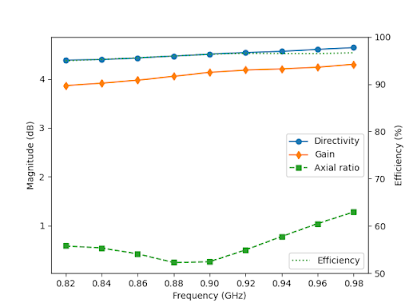 100
4
90
3
Directivity
80
Gain
Axial ratio
70
2
60
1
Efficiency
50
0.82 0.84 0.86 0.88 0.90 0.92 0.94 0.96 0.98
Frequency (GHz)
Magnitude (dB)
Efficiency (%)